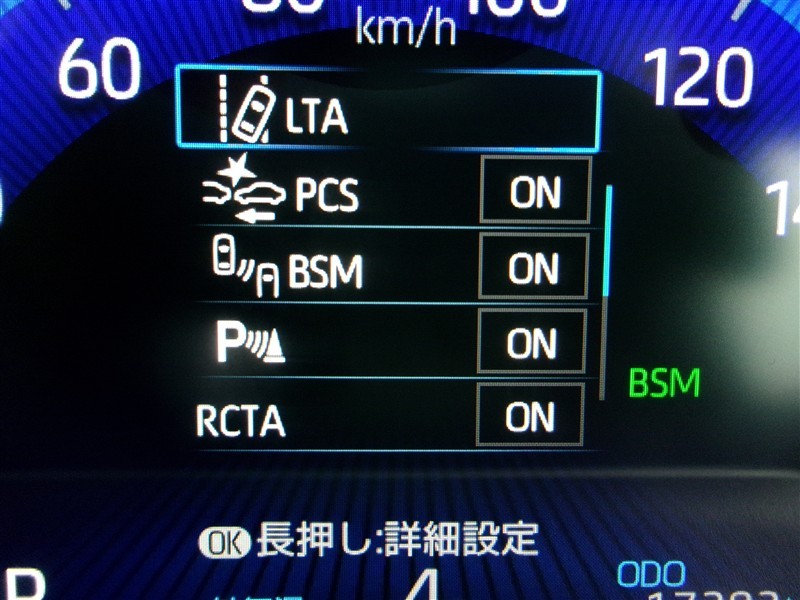 km/h
60
120
LTA
PCS ON
BSM ON
P ON
BSM
RCTA ON
OK 長押し:詳細設定
ODO